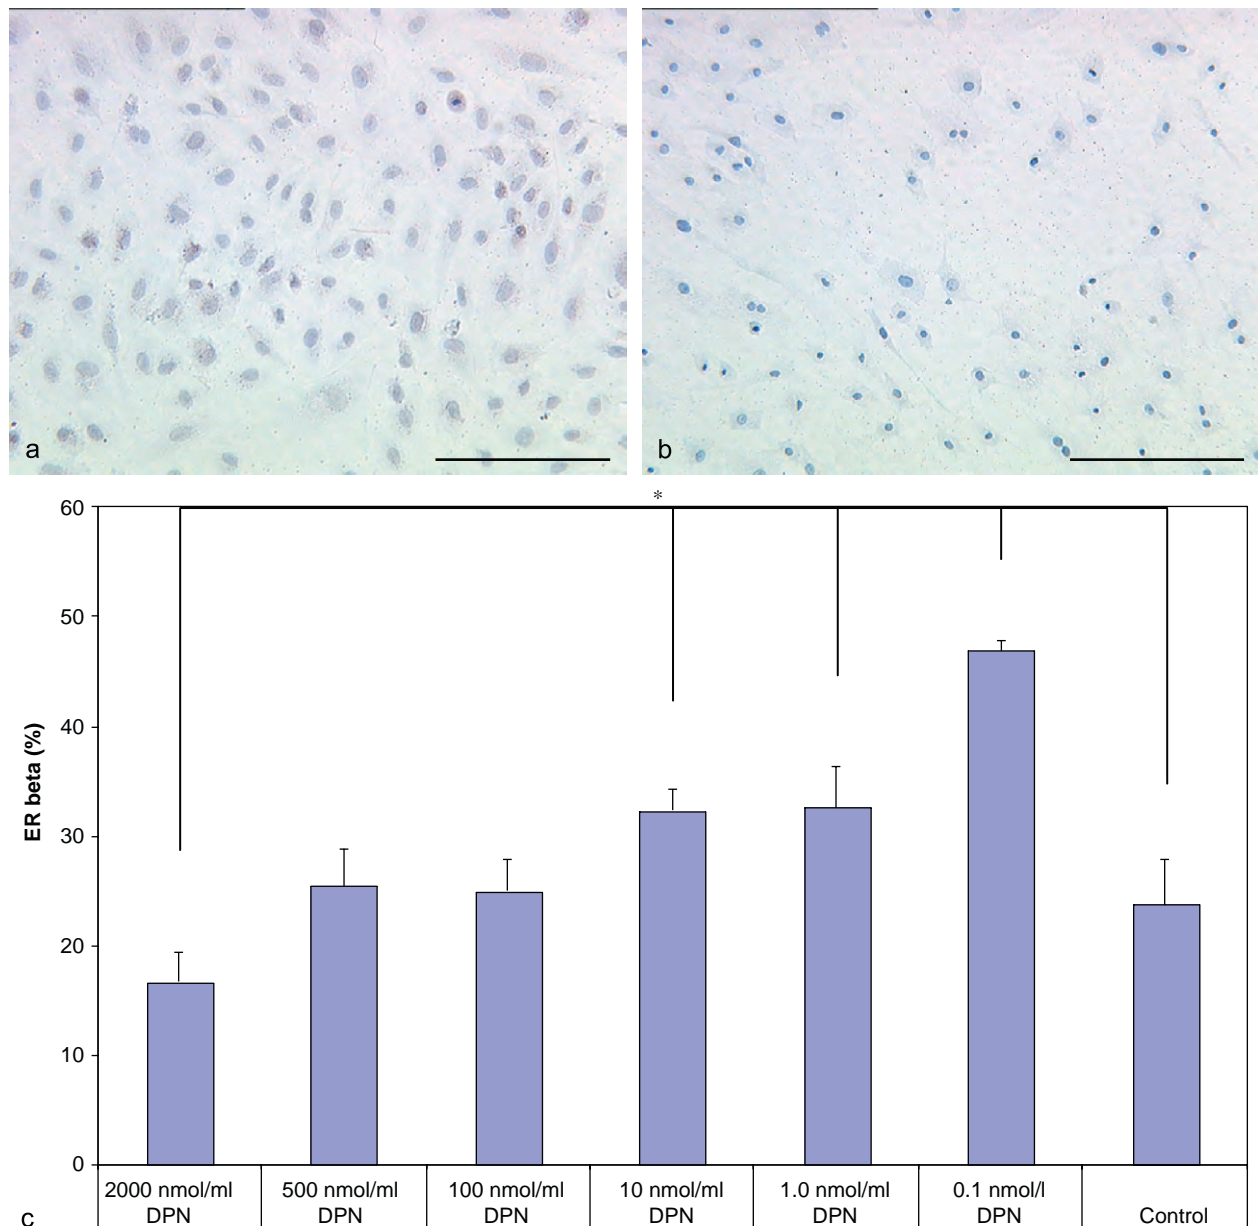 a
b
*
60
50
40
30
20
10
0
ER beta (%)
2000 nmol/ml
DPN
500 nmol/ml
DPN
100 nmol/ml
DPN
10 nmol/ml
DPN
1.0 nmol/ml
DPN
0.1 nmol/l
DPN
Control
c